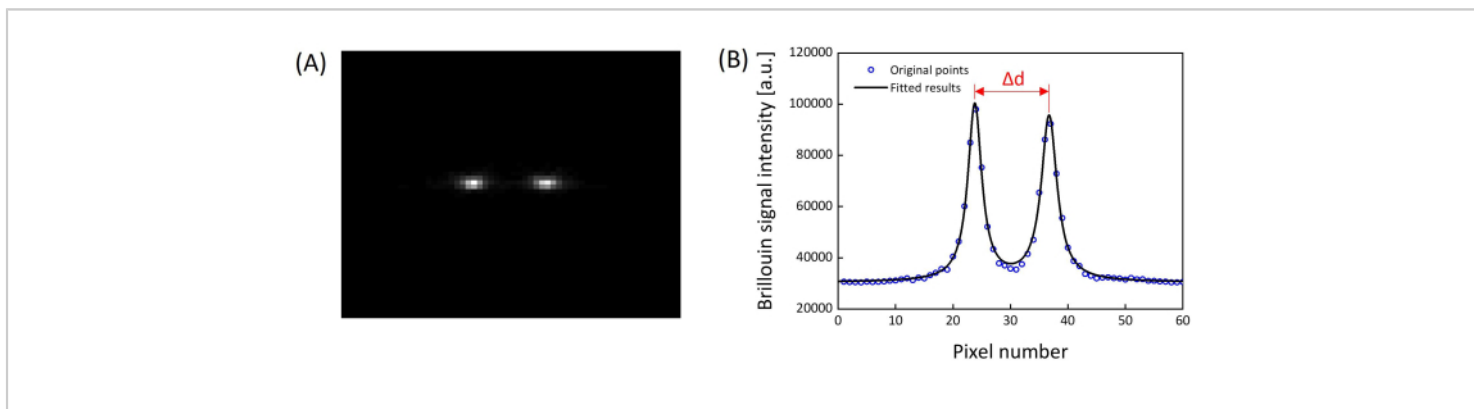 (A)
(B)
Brillouin signal intensity [a.u.]
120000
100000
80000
60000
40000
20000
Original points
Fitted results
Δd
0 10 20 30 40 50 60
Pixel number